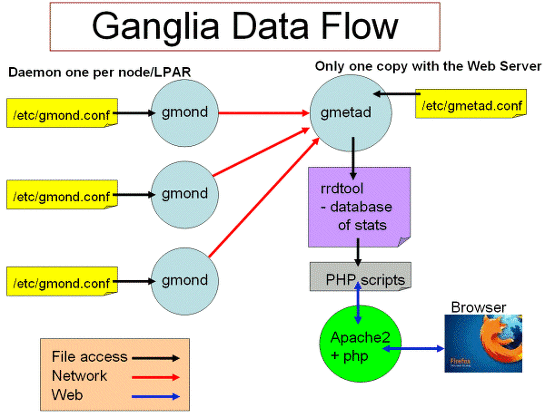 Ganglia Data Flow
Daemon one per node/LPAR
Only one copy with the Web Server
/etc/gmond.conf
gmond
gmetad
/etc/gmetad.conf
/etc/gmond.conf
gmond
rrdtool
- database
of stats
/etc/gmond.conf
gmond
PHP scripts
Browser
Apache2
+ php
Firefox
File access
Network
Web